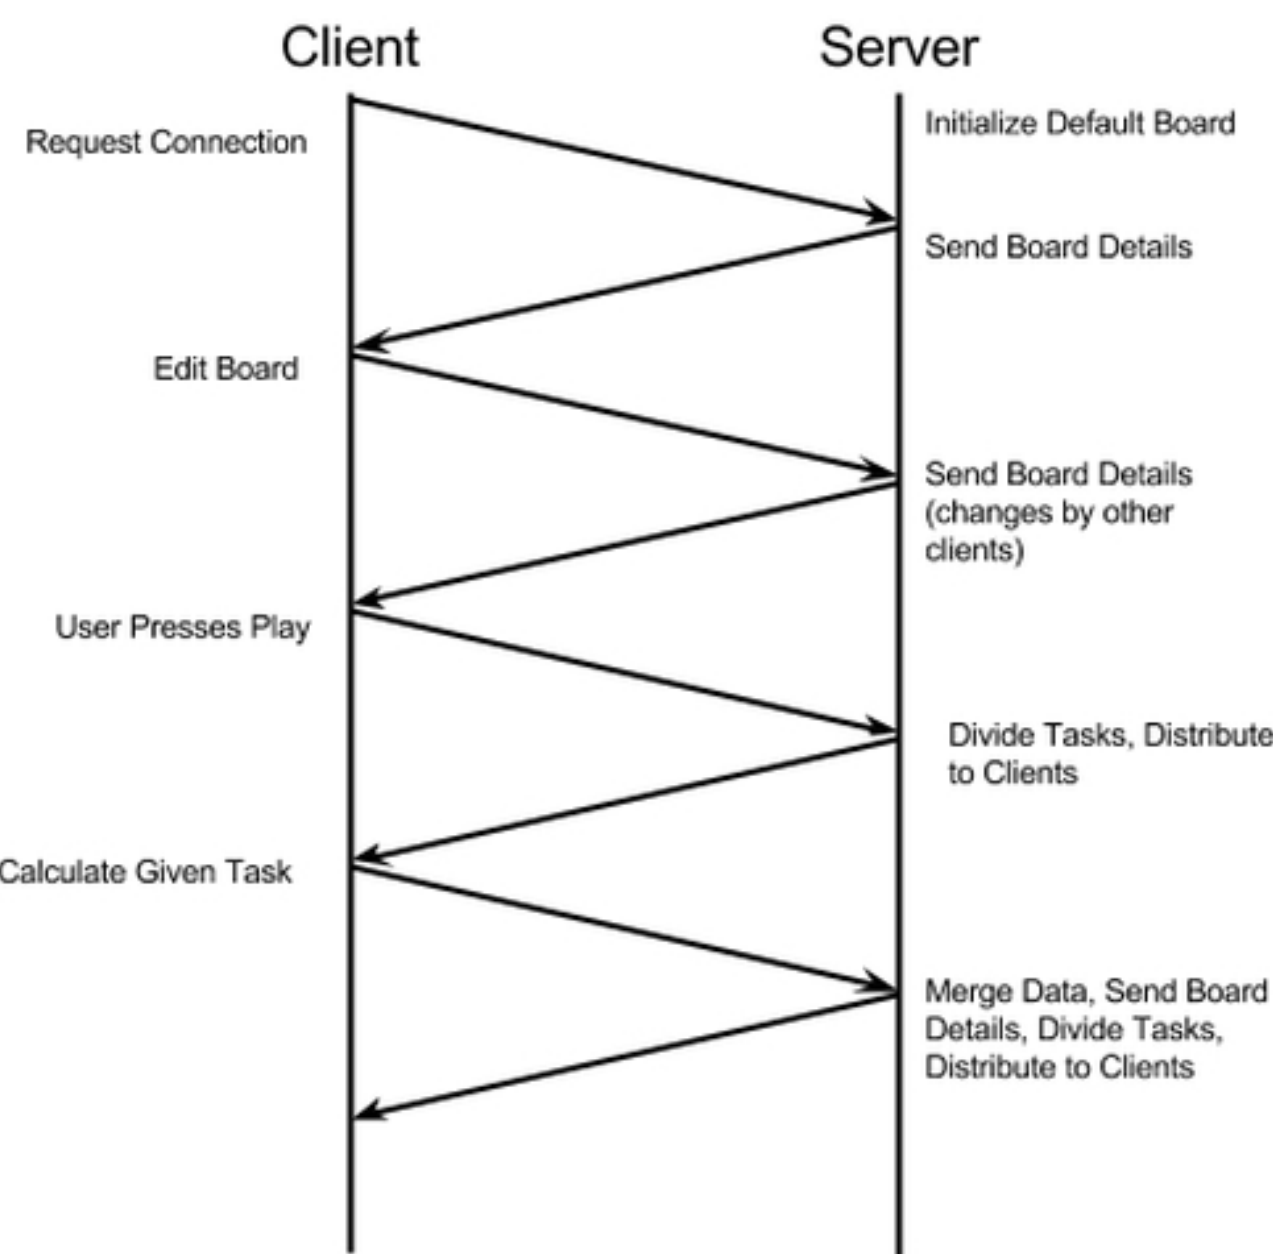 Client
Server
Initialize Default Board
Request Connection
Send Board Details
Edit Board
Send Board Details
(changes by other
clients)
User Presses Play
Divide Tasks, Distribute
to Clients
Calculate Given Task
Merge Data, Send Board
Details, Divide Tasks,
Distribute to Clients